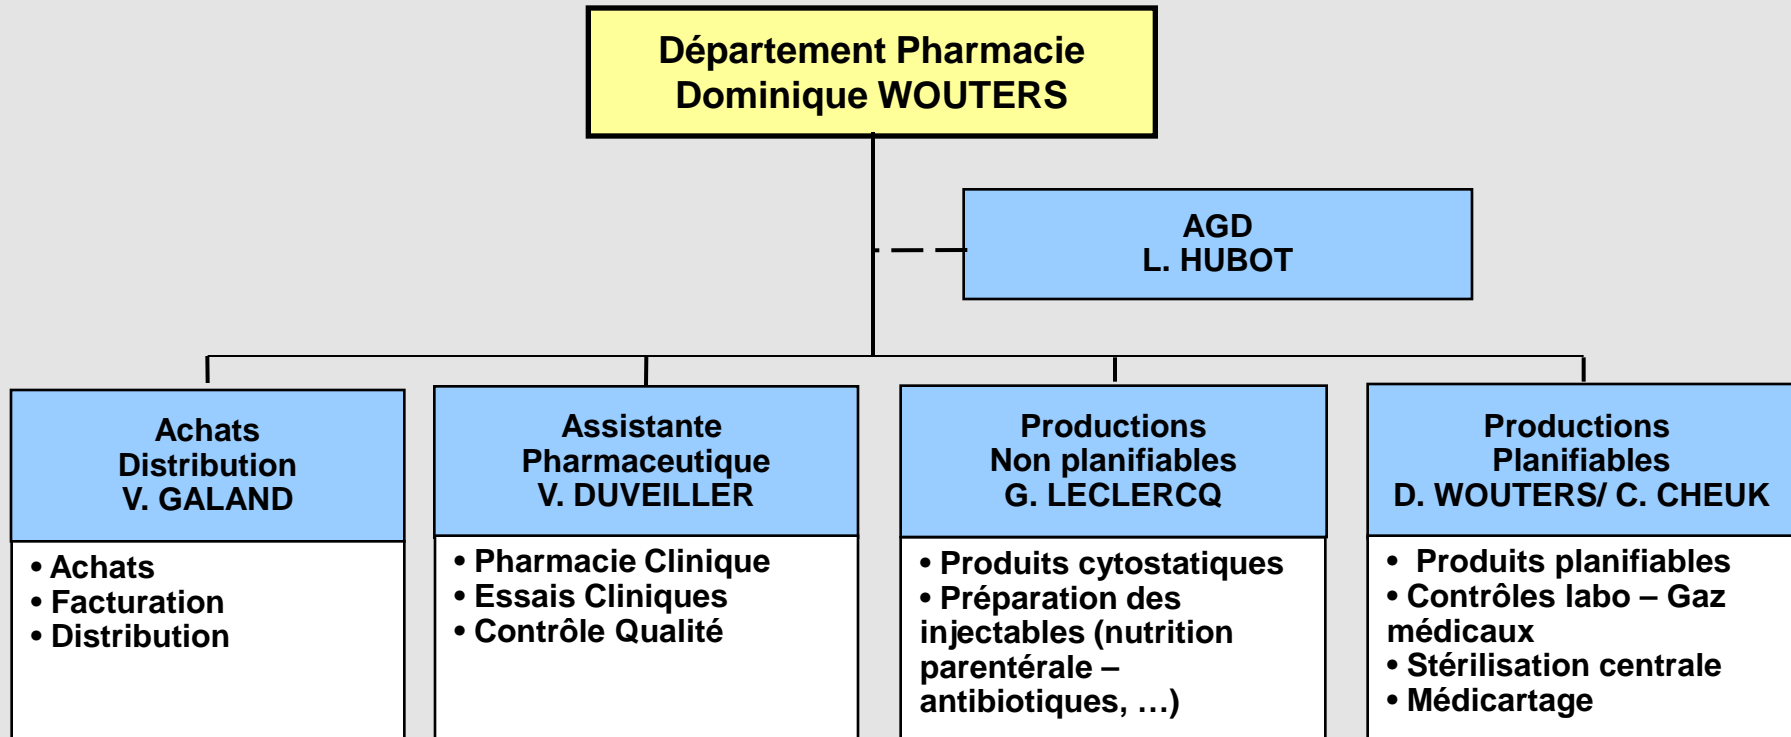 Département Pharmacie
Dominique WOUTERS
AGD
L. HUBOT
Achats
Distribution
V. GALAND
• Achats
• Facturation
• Distribution
Assistante
Pharmaceutique
V. DUVEILLER
• Pharmacie Clinique
• Essais Cliniques
• Contrôle Qualité
Productions
Non planifiables
G. LECLERCQ
• Produits cytostatiques
• Préparation des
injectables (nutrition
parentérale –
antibiotiques, …)
Productions
Planifiables
D. WOUTERS/ C. CHEUK
• Produits planifiables
• Contrôles labo – Gaz
médicaux
• Stérilisation centrale
• Médicartage